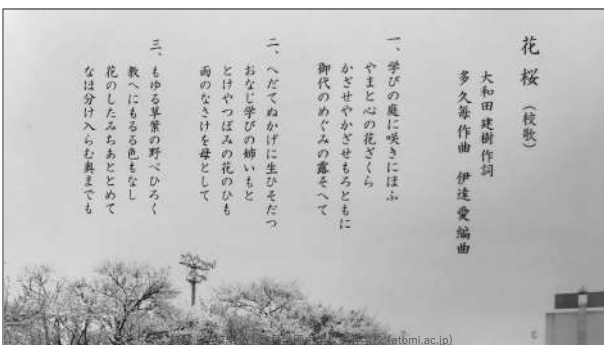 花桜（校歌）
大和田建樹作詞
多久毎作曲　伊達愛編曲
一、学びの庭に咲きにほふ
やまと心の花ざくら
かざせやかざせもろともに
御代のめぐみの露そへて
二、へだてぬかげに生ひそだつ
おなじ学びの姉いもと
とけやつぼみの花のひも
雨のなさけを母として
三、もゆる草葉の野べひろく
教へにもるる色もなし
花のしたみちあととめて
なほ分け入らむ奥までも
(atomi.ac.jp)